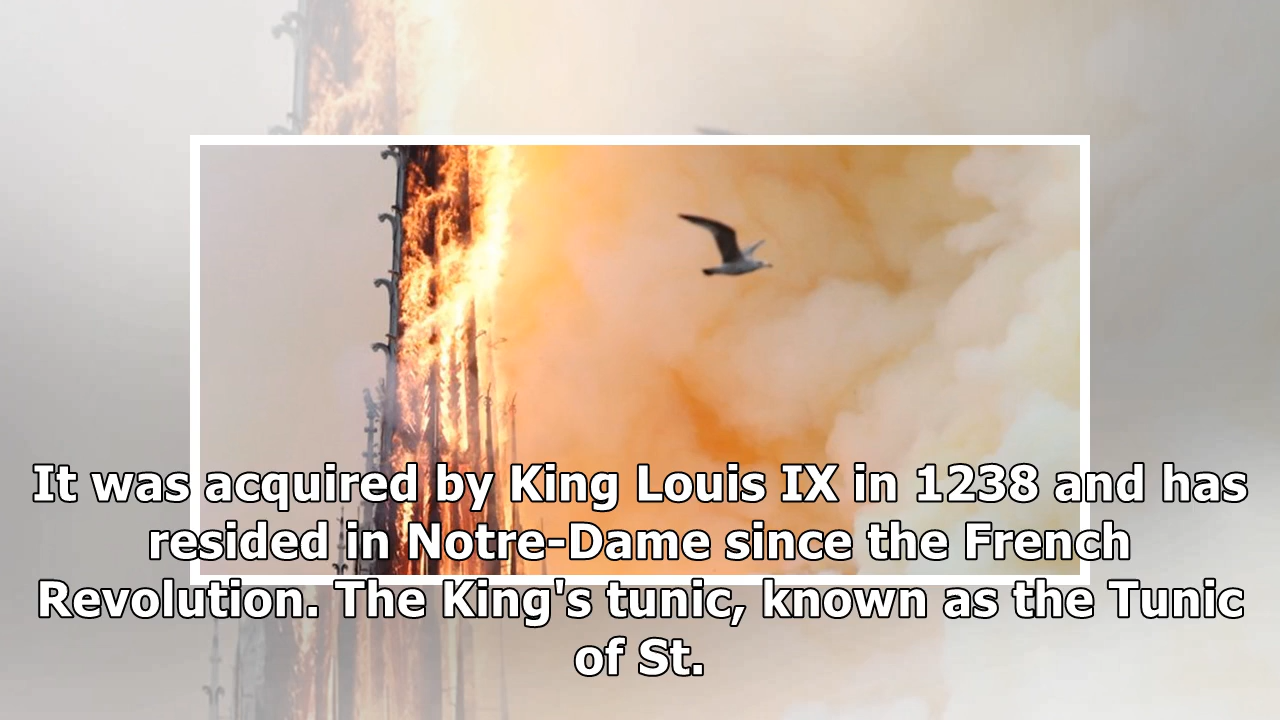 It was acquired by King Louis IX in 1238 and has
resided in Notre-Dame since the French
Revolution. The King's tunic, known as the Tunic
of St.